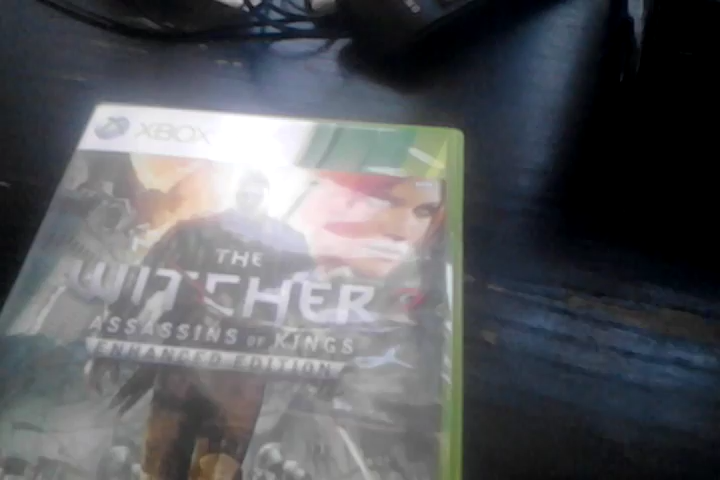 XBOX
THE
WITCHER 2
ASSASSINS OF KINGS
ENHANCED EDITION